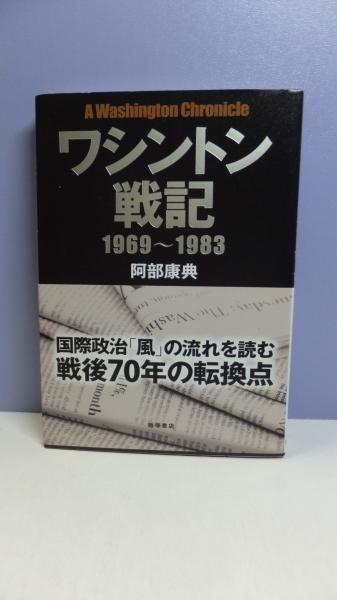 A Washington Chronicle
ワシントン
戦記
1969〜1983
阿部康典
国際政治「風」の流れを読む
戦後70年の転換点